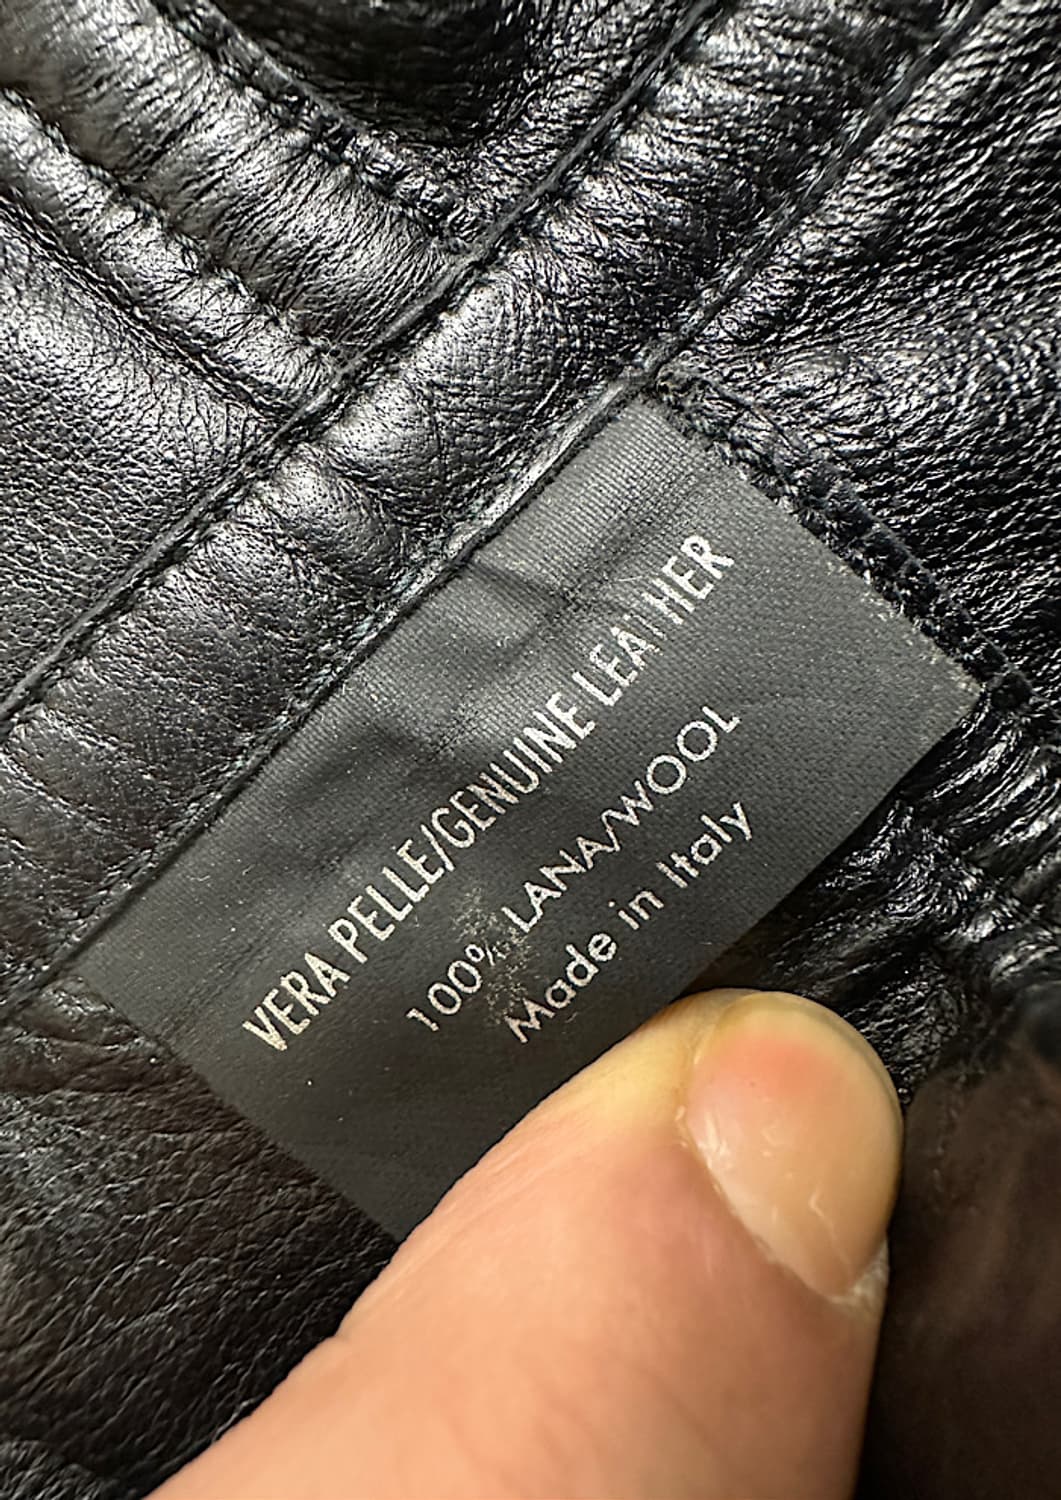 VERA PELLE/GENUINE LEATHER
100% LANA/WOOL
Made in Italy